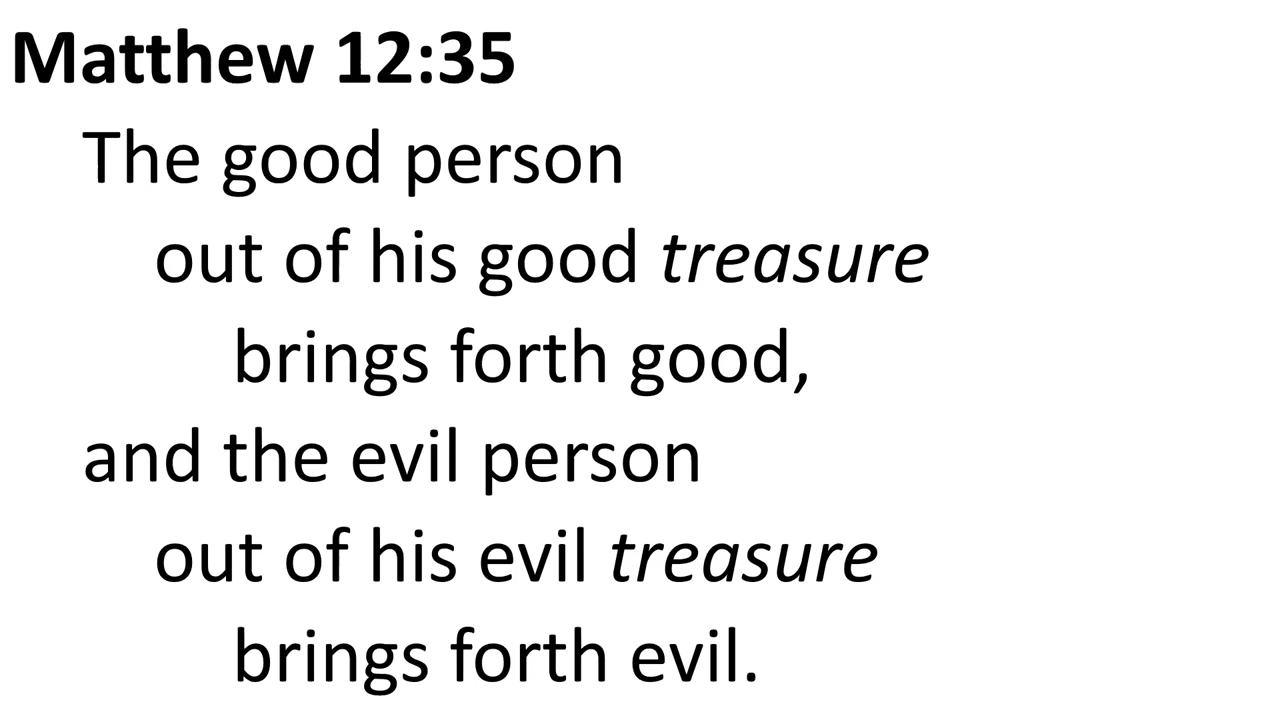 Matthew 12:35
The good person
out of his good treasure
brings forth good,
and the evil person
out of his evil treasure
brings forth evil.